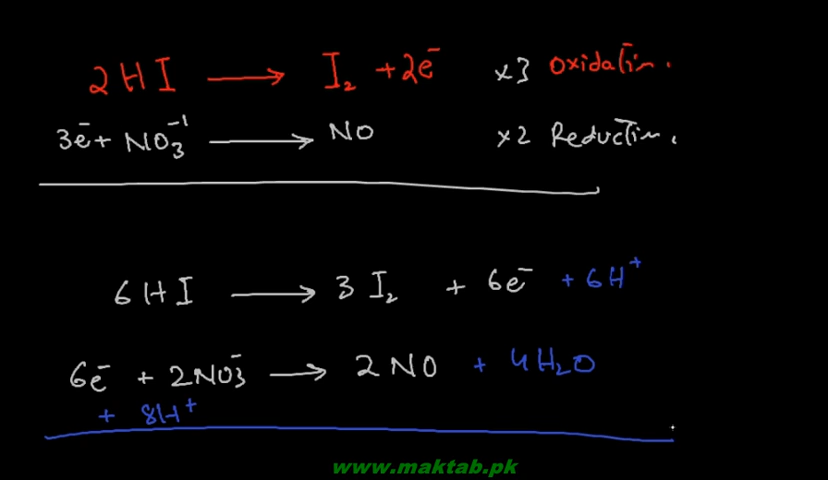 2HI ⟶ I₂ + 2e⁻ ×3 Oxidation.
3e⁻ + NO₃⁻¹ ⟶ NO ×2 Reduction.
6HI ⟶ 3I₂ + 6e⁻ + 6H⁺
6e⁻ + 2NO₃⁻ ⟶ 2NO + 4H₂O
+ 8H⁺
www.maktab.pk